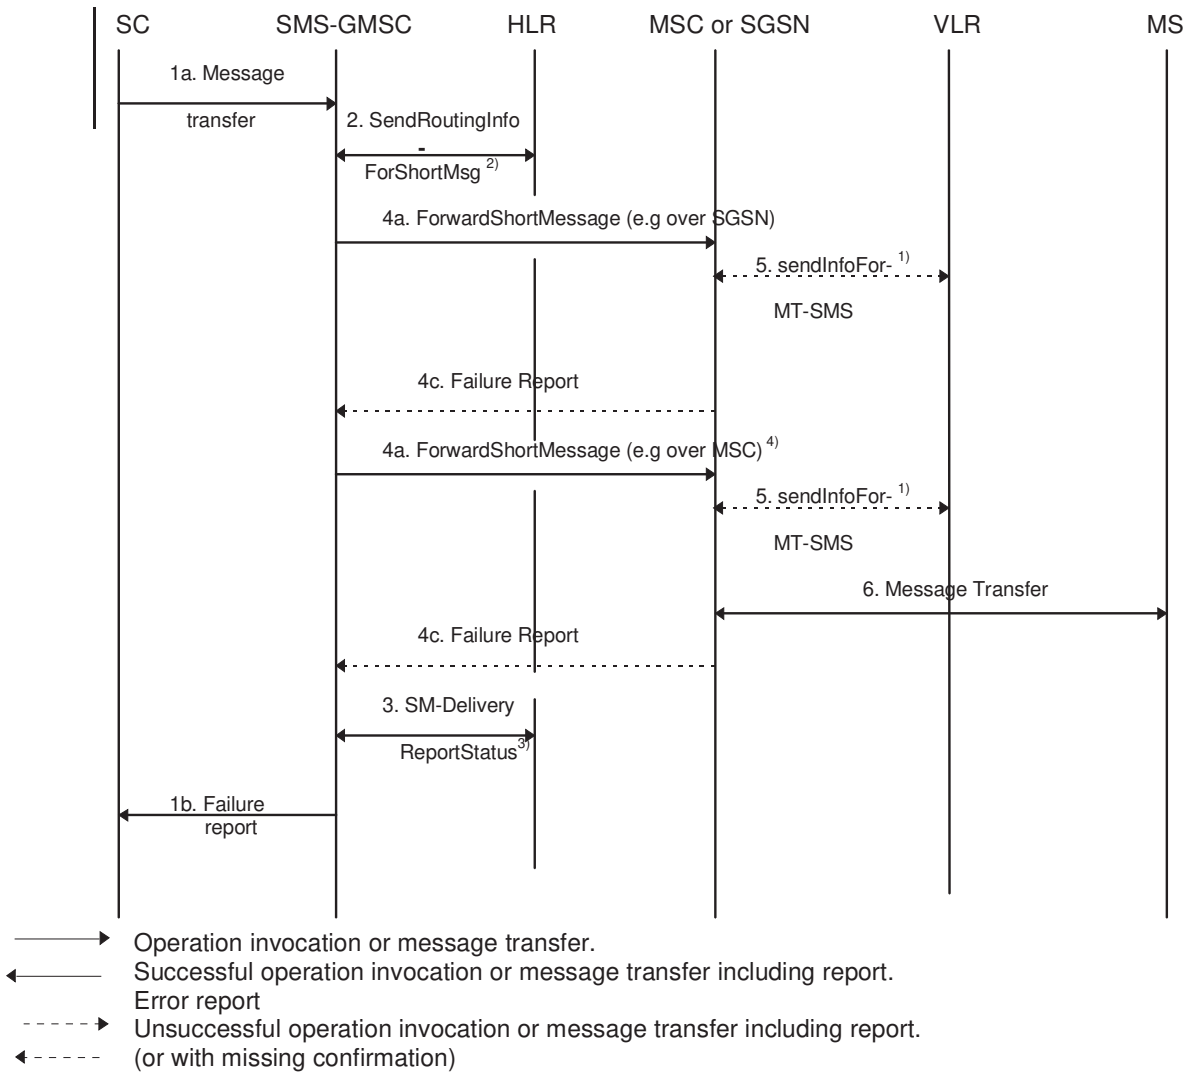 SC SMS-GMSC HLR MSC or SGSN VLR MS
1a. Message
transfer
2. SendRoutingInfo
-
ForShortMsg 2)
4a. ForwardShortMessage (e.g over SGSN)
5. sendInfoFor- 1)
MT-SMS
4c. Failure Report
4a. ForwardShortMessage (e.g over MSC) 4)
5. sendInfoFor- 1)
MT-SMS
6. Message Transfer
4c. Failure Report
3. SM-Delivery
ReportStatus3)
1b. Failure
report
Operation invocation or message transfer.
Successful operation invocation or message transfer including report.
Error report
Unsuccessful operation invocation or message transfer including report.
(or with missing confirmation)